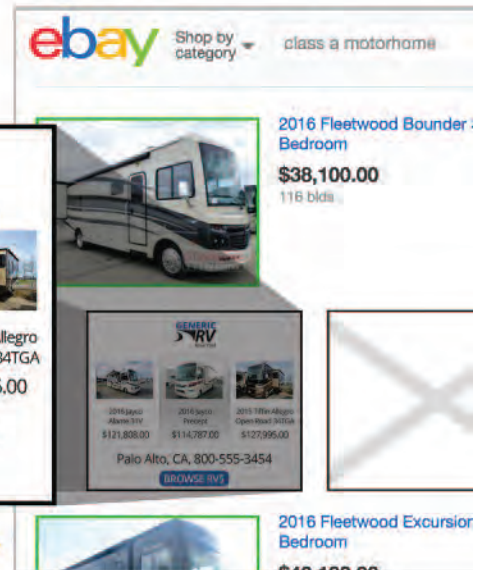 ebay
Shop by
category
class a motorhome
2016 Fleetwood Bounder
Bedroom
$38,100.00
116 bids
llegro
34TGA
5,00
GENERIC
RV
2016 Jayco
Alante 31V
$121,808.00
2016 Jayco
Precept
$114,787.00
2015 Tiffin Allegro
Open Road 34TGA
$127,995.00
Palo Alto, CA, 800-555-3454
BROWSE RVS
2016 Fleetwood Excursion
Bedroom